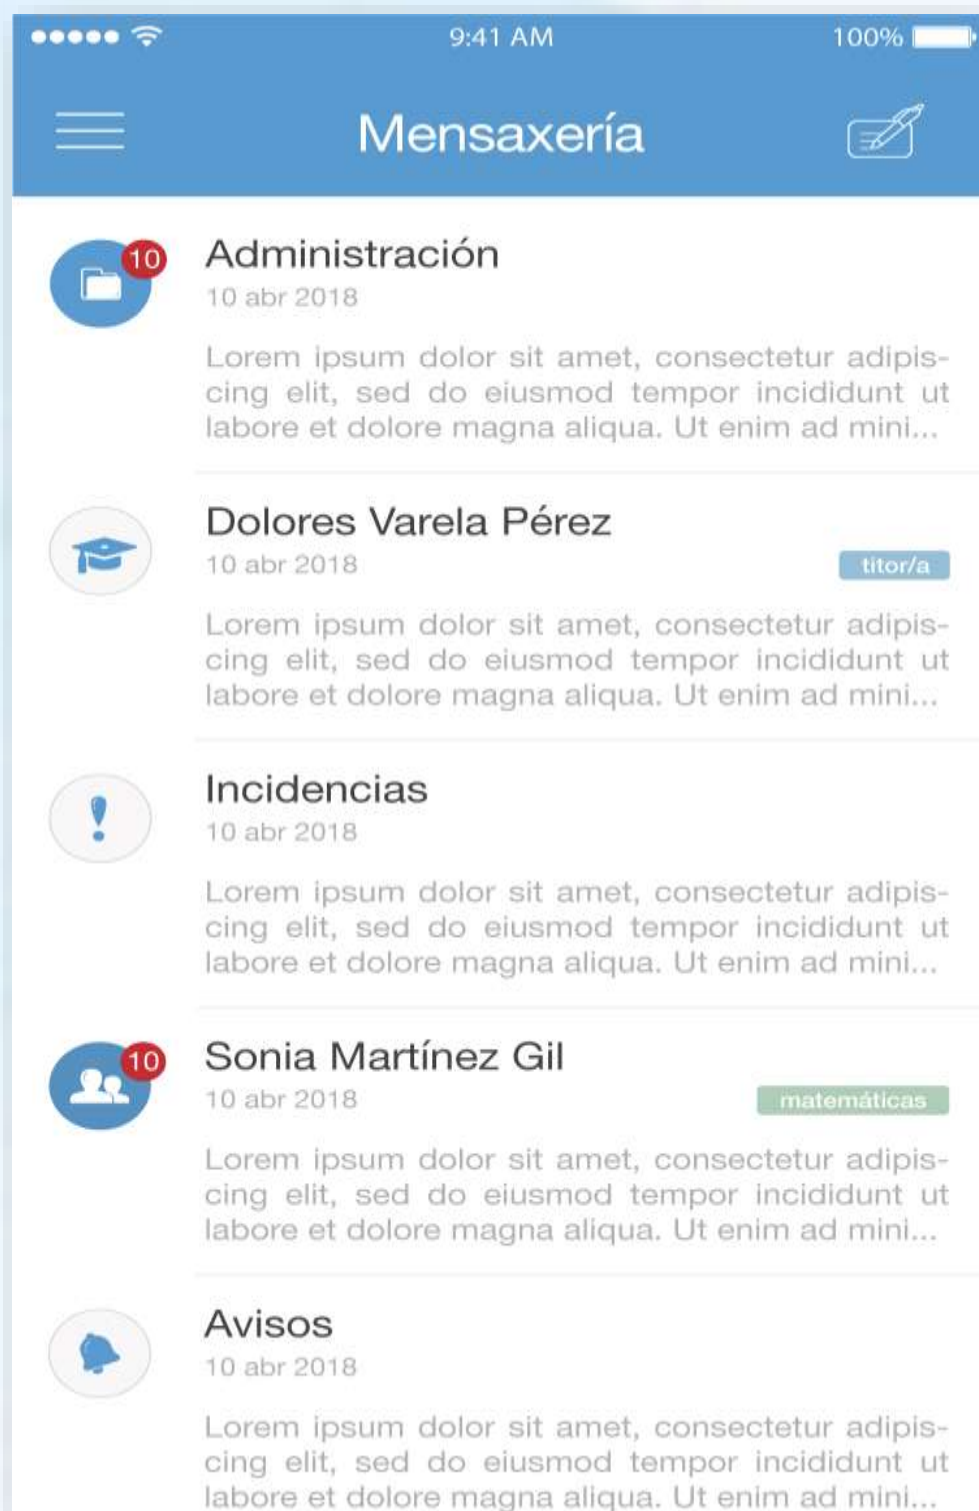 9:41 AM 100%
Mensaxería
10 Administración
10 abr 2018
Lorem ipsum dolor sit amet, consectetur adipis-
cing elit, sed do eiusmod tempor incididunt ut
labore et dolore magna aliqua. Ut enim ad mini...
Dolores Varela Pérez
10 abr 2018 titor/a
Lorem ipsum dolor sit amet, consectetur adipis-
cing elit, sed do eiusmod tempor incididunt ut
labore et dolore magna aliqua. Ut enim ad mini...
Incidencias
10 abr 2018
Lorem ipsum dolor sit amet, consectetur adipis-
cing elit, sed do eiusmod tempor incididunt ut
labore et dolore magna aliqua. Ut enim ad mini...
10 Sonia Martínez Gil
10 abr 2018 matemáticas
Lorem ipsum dolor sit amet, consectetur adipis-
cing elit, sed do eiusmod tempor incididunt ut
labore et dolore magna aliqua. Ut enim ad mini...
Avisos
10 abr 2018
Lorem ipsum dolor sit amet, consectetur adipis-
cing elit, sed do eiusmod tempor incididunt ut
labore et dolore magna aliqua. Ut enim ad mini...